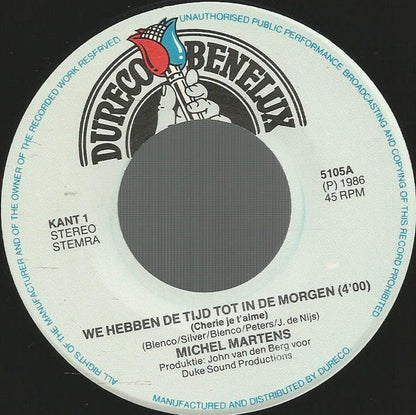 DURECO BENELUX
KANT 1
STEREO
STEMRA
5105A
(P) 1986
45 RPM
WE HEBBEN DE TIJD TOT IN DE MORGEN (4'00)
(Cherie je t'aime)
(Blenco/Silver/Blenco/Peters/J. de Nijs)
MICHEL MARTENS
Produktie: John van den Berg voor
Duke Sound Productions
ALL RIGHTS OF THE MANUFACTURER AND OF THE OWNER OF THE RECORDED WORK RESERVED.
UNAUTHORISED PUBLIC PERFORMANCE BROADCASTING AND COPYING OF THIS RECORD PROHIBITED.
MANUFACTURED AND DISTRIBUTED BY DURECO.